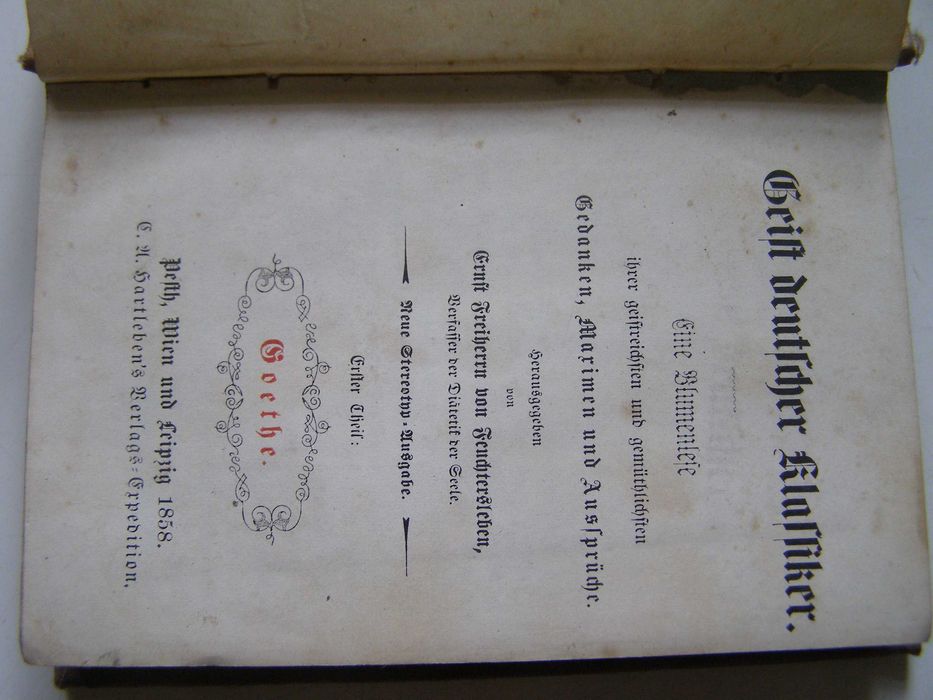 Geist deutscher Klassiker.
Eine Blumenlese
ihrer geistreichsten und gemüthlichsten
Gedanken, Maximen und Aussprüche.
Herausgegeben
von
Ernst Freiherrn von Feuchtersleben,
Verfasser der Diätetik der Seele.
Neue Stereotyp-Ausgabe.
Erster Theil:
Goethe.
Pesth, Wien und Leipzig 1858.
C. A. Hartleben's Verlags-Expedition.